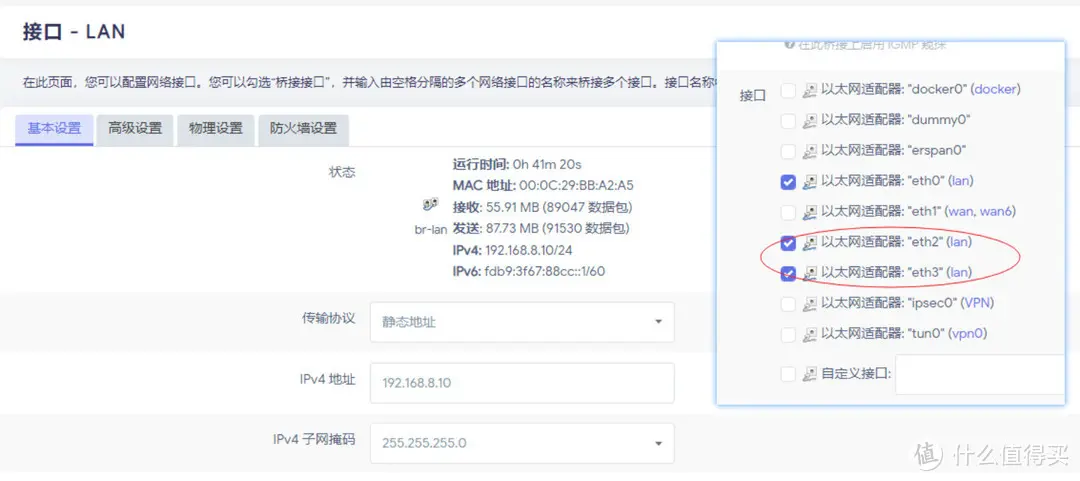 接口 - LAN
在此页面，您可以配置网络接口。您可以勾选“桥接接口”，并输入由空格分隔的多个网络接口的名称来桥接多个接口。接口名称
基本设置
高级设置
物理设置
防火墙设置
状态
br-lan
运行时间: 0h 41m 20s
MAC 地址: 00:0C:29:BB:A2:A5
接收: 55.91 MB (89047 数据包)
发送: 87.73 MB (91530 数据包)
IPv4: 192.168.8.10/24
IPv6: fdb9:3f67:88cc::1/60
传输协议
静态地址
IPv4 地址
192.168.8.10
IPv4 子网掩码
255.255.255.0
在此桥接上启用 IGMP 窥探
接口
以太网适配器: "docker0" (docker)
以太网适配器: "dummy0"
以太网适配器: "erspan0"
以太网适配器: "eth0" (lan)
以太网适配器: "eth1" (wan, wan6)
以太网适配器: "eth2" (lan)
以太网适配器: "eth3" (lan)
以太网适配器: "ipsec0" (VPN)
以太网适配器: "tun0" (vpn0)
自定义接口:
值 什么值得买